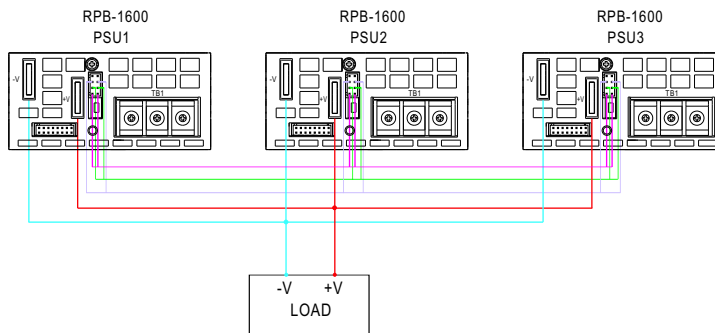 RPB-1600 RPB-1600 RPB-1600
PSU1 PSU2 PSU3
-V -V -V
+V +V +V
TB1 TB1 TB1
-V +V
LOAD